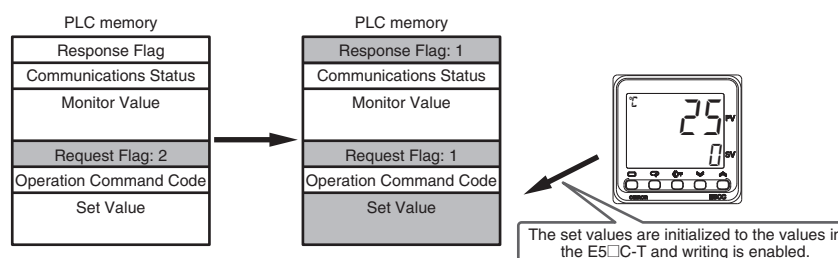 PLC memory
Response Flag
Communications Status
Monitor Value
Request Flag: 2
Operation Command Code
Set Value
PLC memory
Response Flag: 1
Communications Status
Monitor Value
Request Flag: 1
Operation Command Code
Set Value
°C
25 PV
0 SV
omron E5CC
The set values are initialized to the values in
the E5□C-T and writing is enabled.